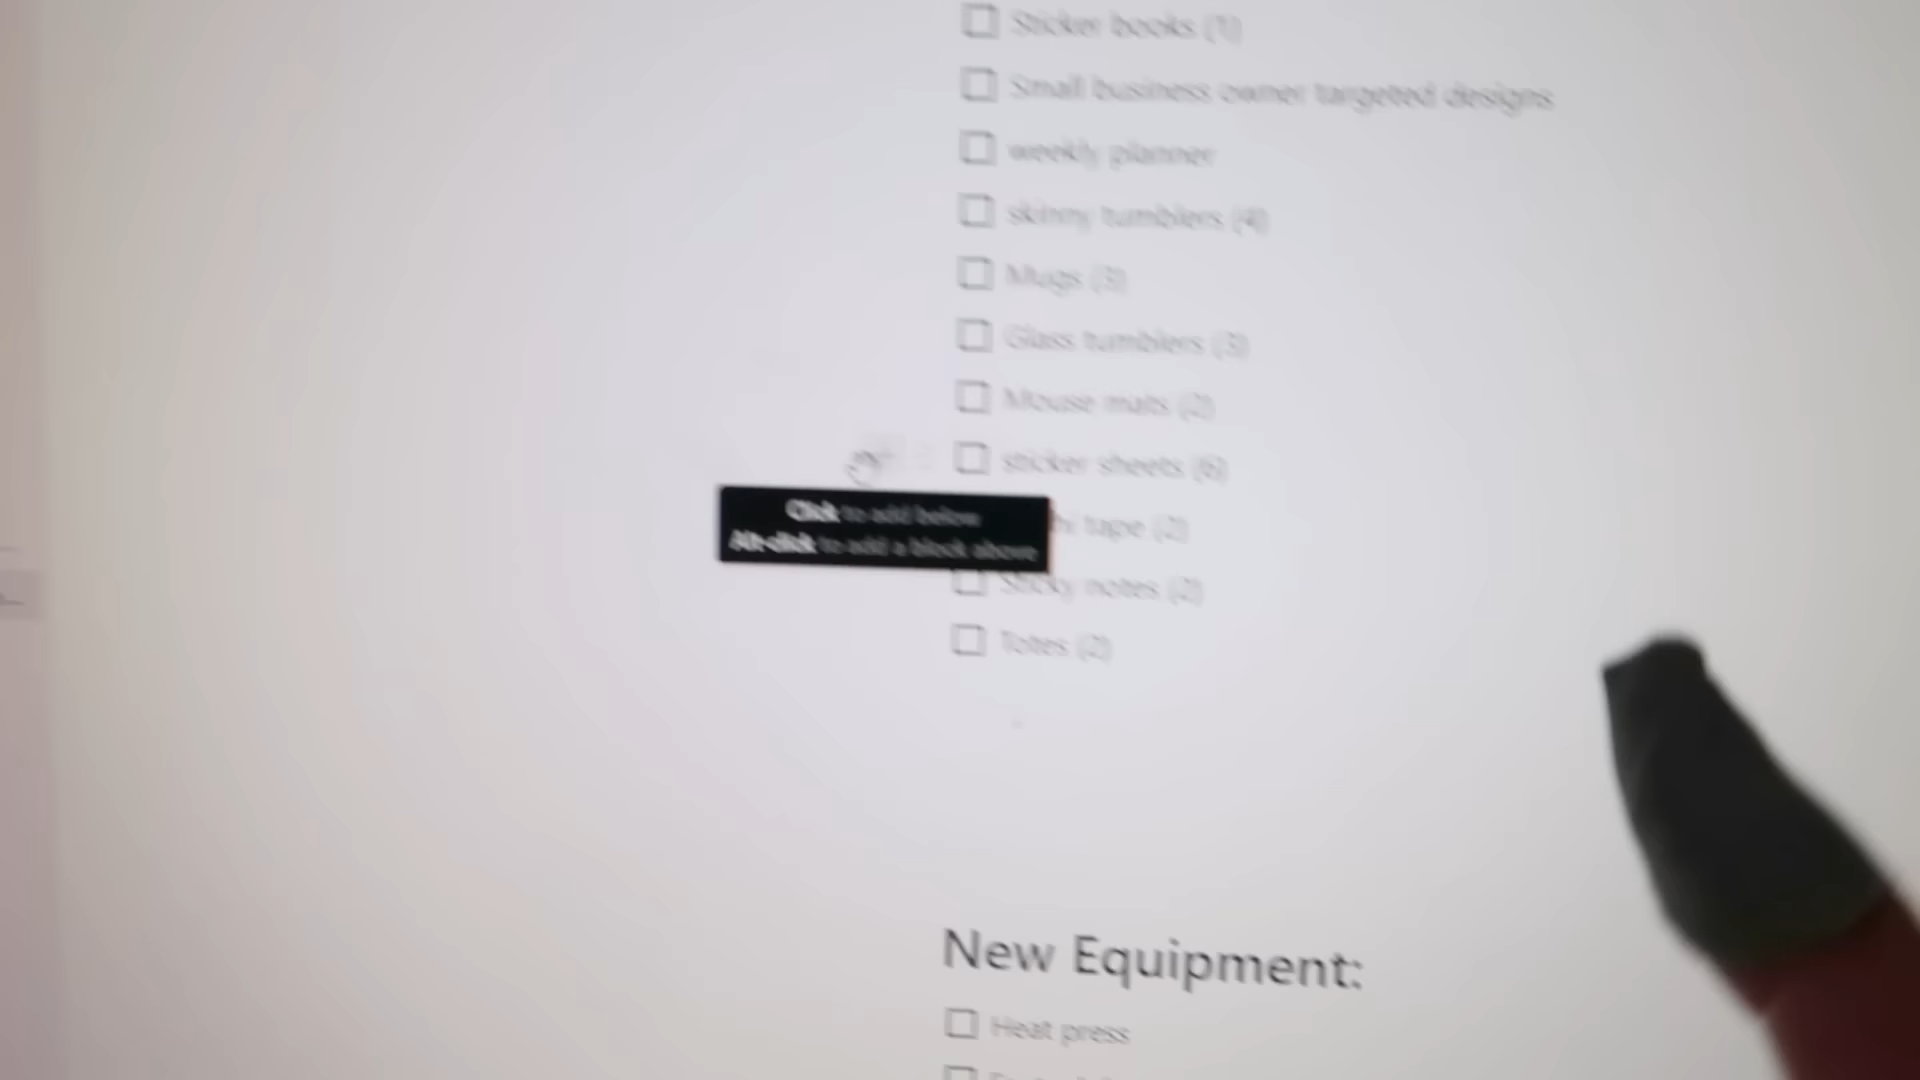 Sticker books (1)
Small business owner targeted designs
weekly planner
skinny tumblers (4)
Mugs (3)
Glass tumblers (3)
Mouse mats (2)
sticker sheets (6)
Click to add below
Alt-click to add a block above
hi tape (2)
Sticky notes (2)
Totes (2)
New Equipment:
Heat press